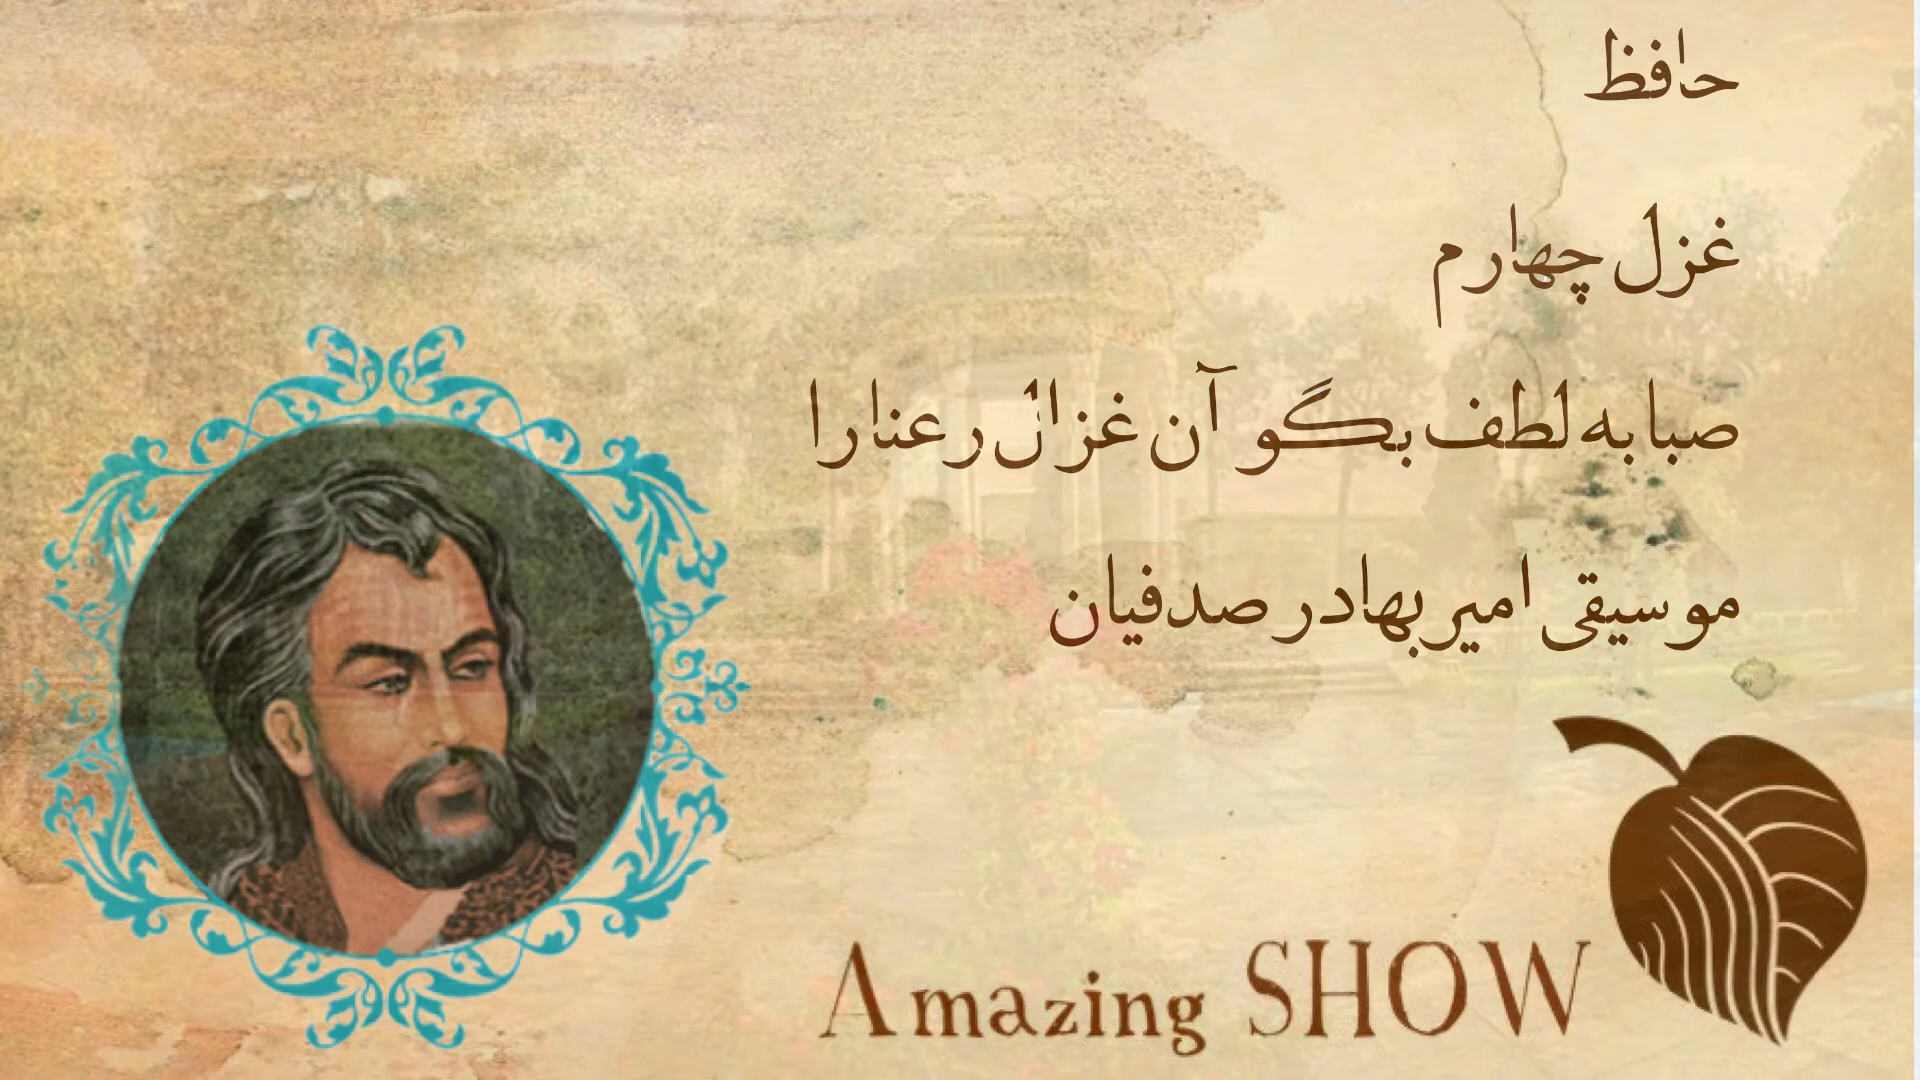 حافظ
غزل چهارم
صبا به لطف بگو آن غزال رعنا را
موسیقی امیر بهادر صدفیان
Amazing SHOW